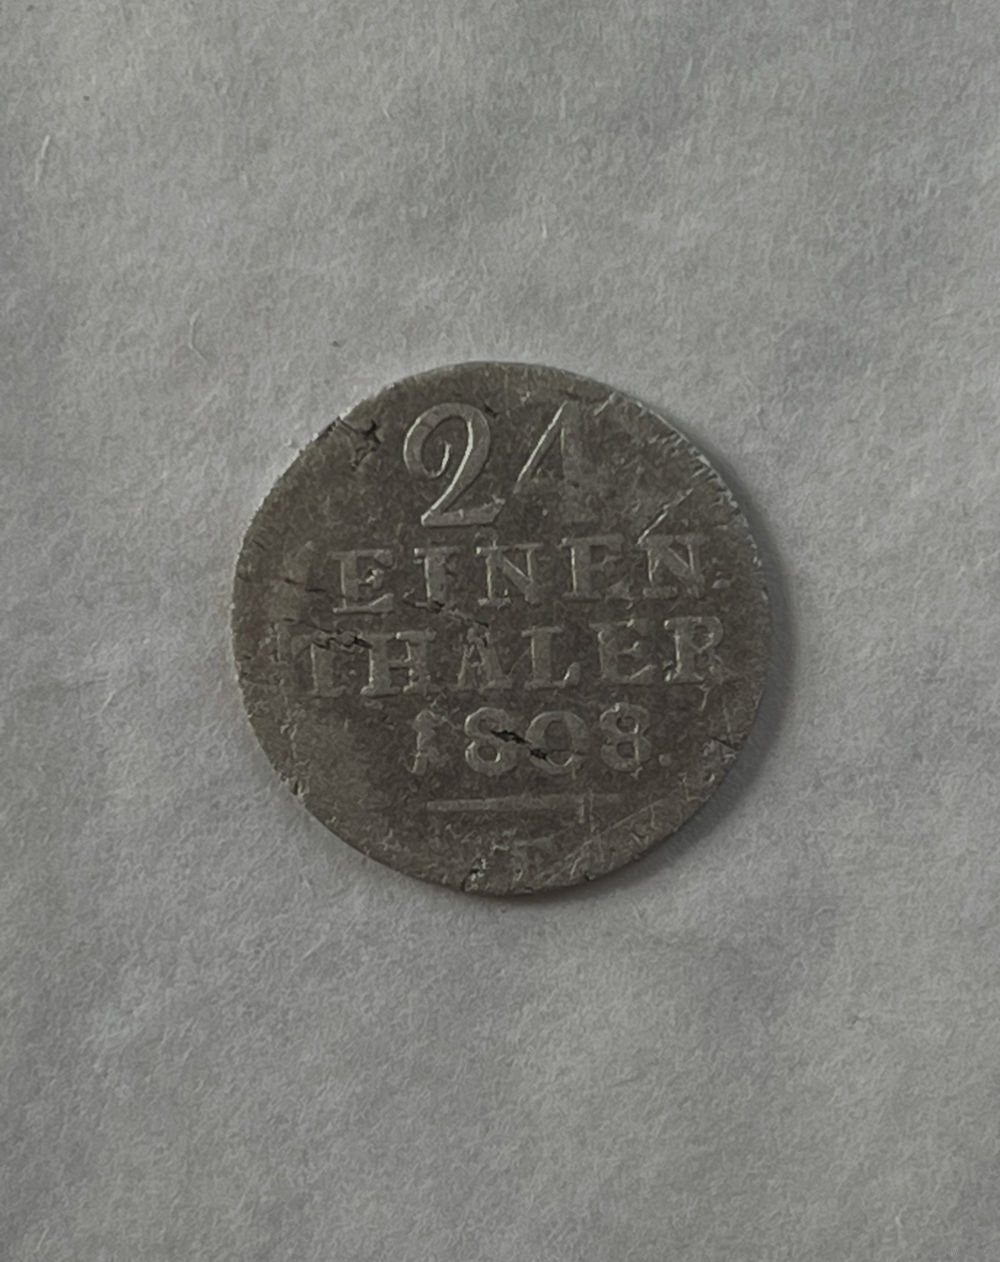 24
EINEN.
THALER
1808.